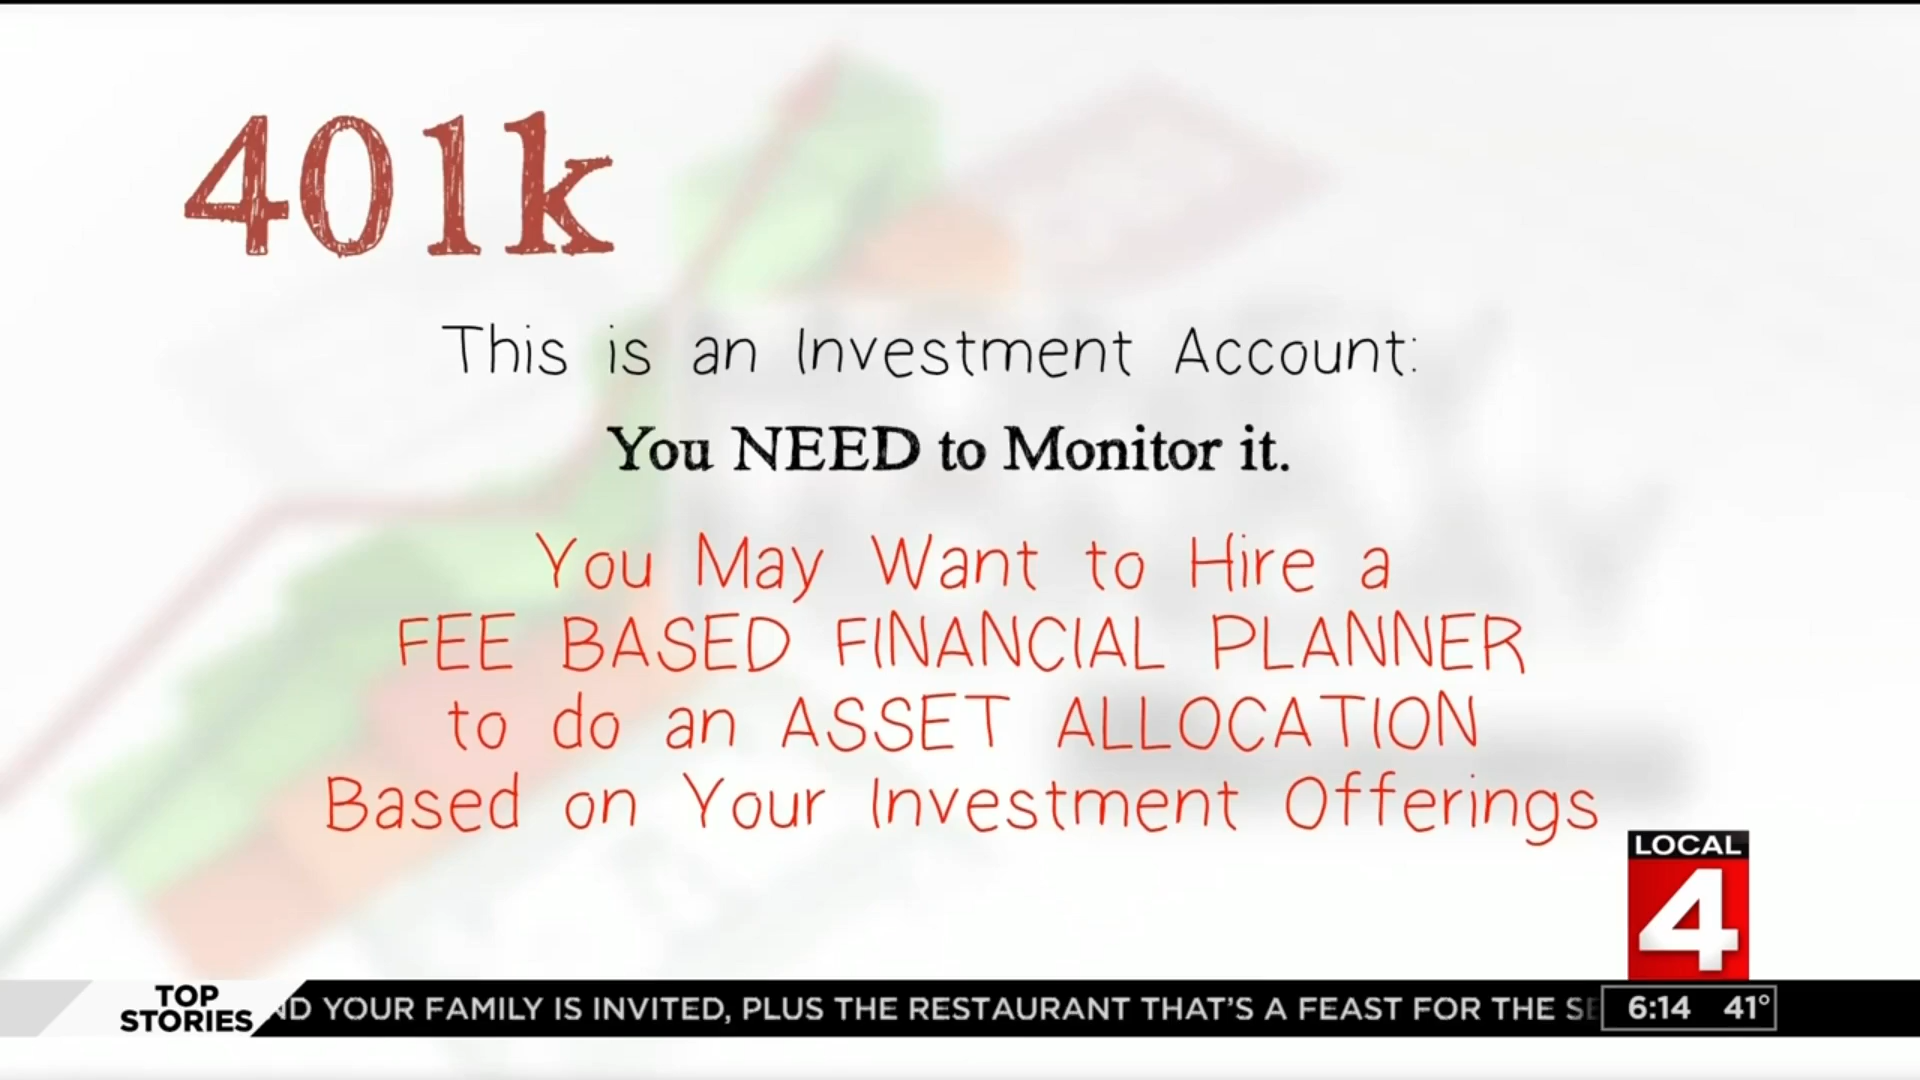 401k
This is an Investment Account:
You NEED to Monitor it.
You May Want to Hire a
FEE BASED FINANCIAL PLANNER
to do an ASSET ALLOCATION
Based on Your Investment Offerings
LOCAL
4
TOP
STORIES
YOUR FAMILY IS INVITED, PLUS THE RESTAURANT THAT'S A FEAST FOR THE
6:14 41°